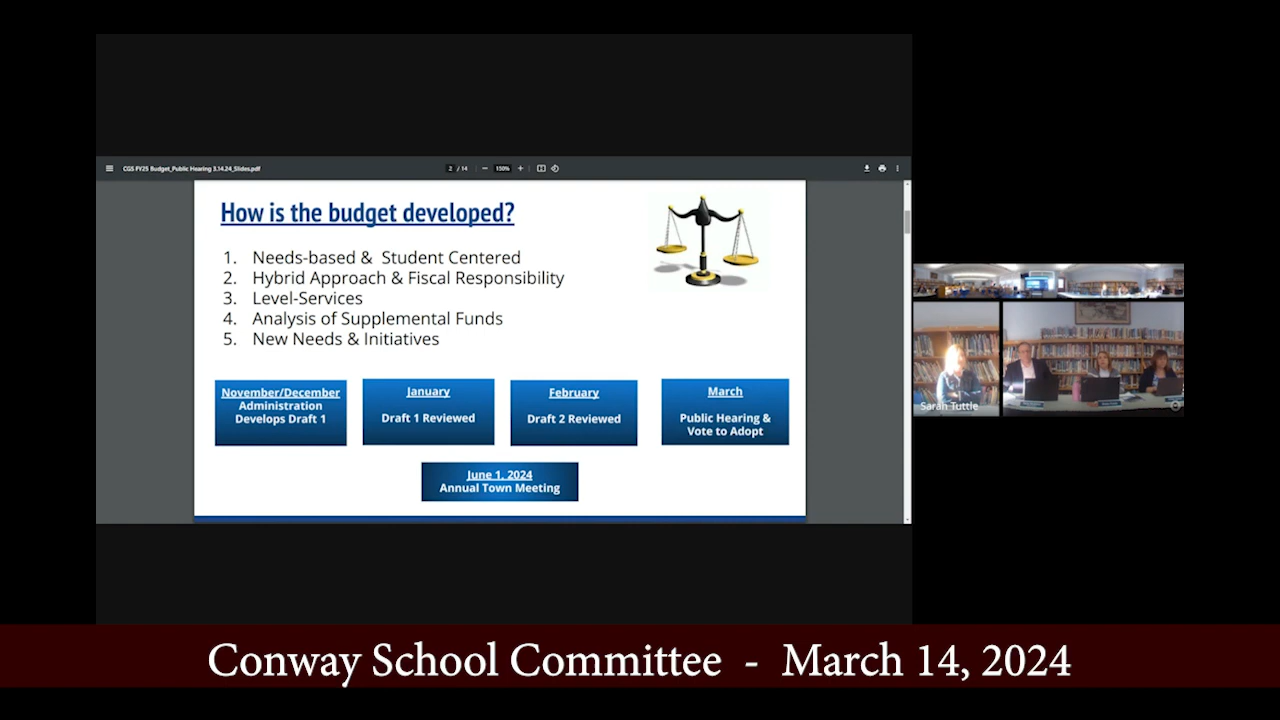 CGS FY25 Budget_Public Hearing 3.14.24_Slides.pdf
2 / 14
150%
How is the budget developed?
1. Needs-based & Student Centered
2. Hybrid Approach & Fiscal Responsibility
3. Level-Services
4. Analysis of Supplemental Funds
5. New Needs & Initiatives
November/December
Administration
Develops Draft 1
January
Draft 1 Reviewed
February
Draft 2 Reviewed
March
Public Hearing &
Vote to Adopt
June 1, 2024
Annual Town Meeting
Sarah Tuttle
Conway School Committee - March 14, 2024